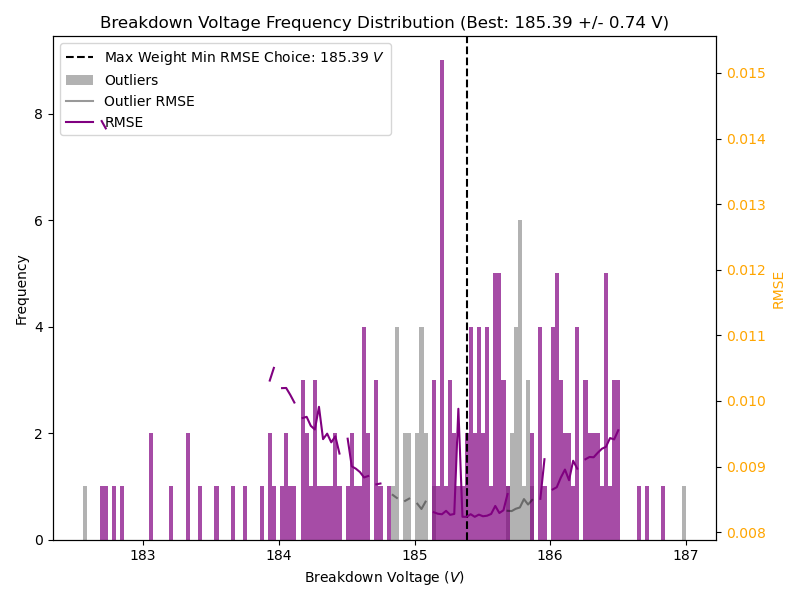 Breakdown Voltage Frequency Distribution (Best: 185.39 +/- 0.74 V)
Max Weight Min RMSE Choice: 185.39 V
Outliers
Outlier RMSE
RMSE
Frequency
0
2
4
6
8
183
184
185
186
187
Breakdown Voltage (V)
0.015
0.014
0.013
0.012
0.011
0.010
0.009
0.008
RMSE